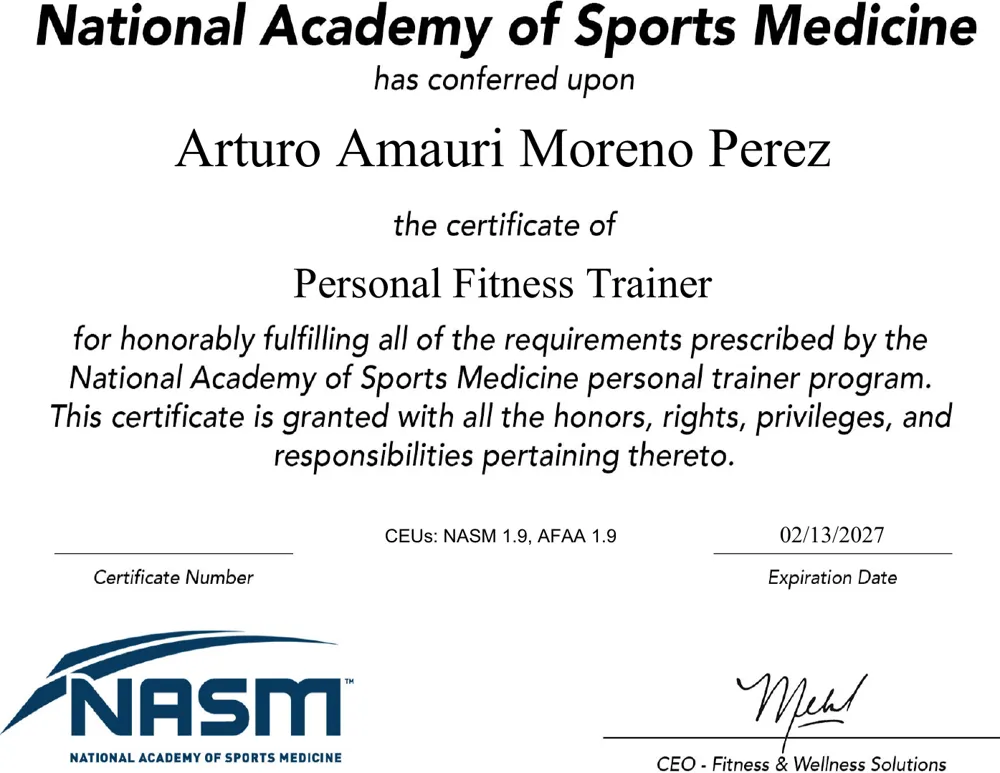 National Academy of Sports Medicine
has conferred upon
Arturo Amauri Moreno Perez
the certificate of
Personal Fitness Trainer
for honorably fulfilling all of the requirements prescribed by the
National Academy of Sports Medicine personal trainer program.
This certificate is granted with all the honors, rights, privileges, and
responsibilities pertaining thereto.
CEUs: NASM 1.9, AFAA 1.9
02/13/2027
Certificate Number
Expiration Date
NASM™
NATIONAL ACADEMY OF SPORTS MEDICINE
CEO - Fitness & Wellness Solutions